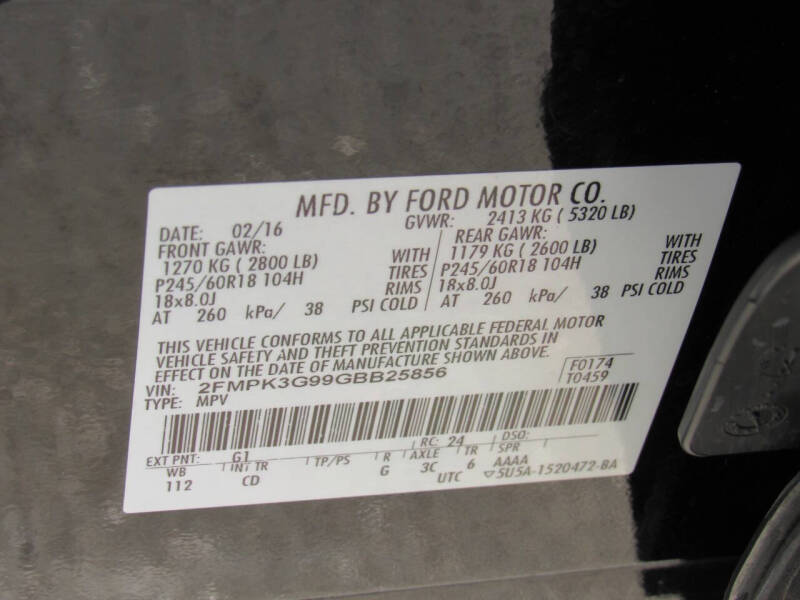 MFD. BY FORD MOTOR CO.
DATE: 02/16 GVWR: 2413 KG ( 5320 LB)
FRONT GAWR: REAR GAWR:
1270 KG ( 2800 LB) WITH 1179 KG ( 2600 LB) WITH
P245/60R18 104H TIRES P245/60R18 104H TIRES
18x8.0J RIMS 18x8.0J RIMS
AT 260 kPa/ 38 PSI COLD AT 260 kPa/ 38 PSI COLD
THIS VEHICLE CONFORMS TO ALL APPLICABLE FEDERAL MOTOR
VEHICLE SAFETY AND THEFT PREVENTION STANDARDS IN
EFFECT ON THE DATE OF MANUFACTURE SHOWN ABOVE.
VIN: 2FMPK3G99GBB25856 F0174
TYPE: MPV T0459
EXT PNT: G1 RC: 24 DSO:
WB INT TR TP/PS R AXLE TR SPR
112 CD G 3C 6 AAAA
UTC ▽5U5A-1520472-BA